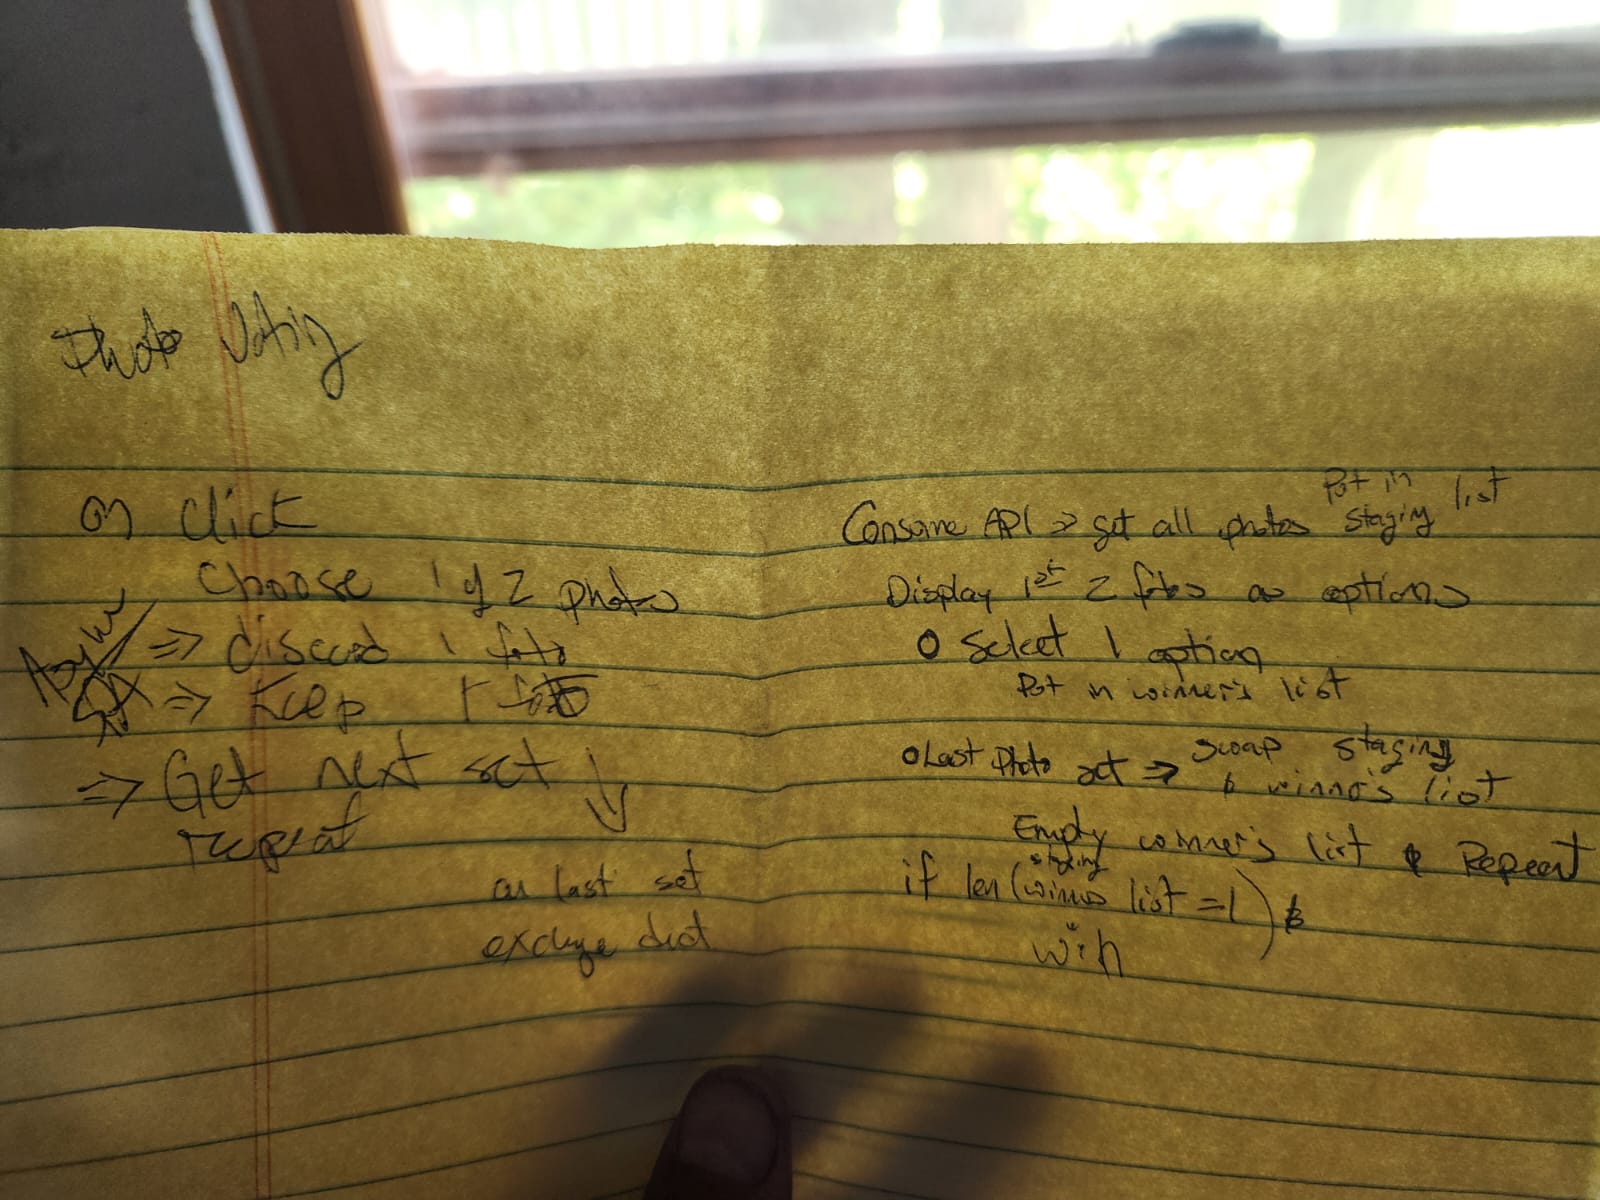 Photo Voting
on Click
Choose 1 of 2 photos
=> discard 1 foto
=> Keep 1 foto
=> Get next set ↓
repeat
on last set
exchange dict
Put in
Consume API => get all photos staging list
Display 1st 2 fotos as options
O Select 1 option
Put in winner's list
O Last Photo set => swap staging
& winner's list
Empty winner's list & Repeat
staging
if len(winners list = 1)
win